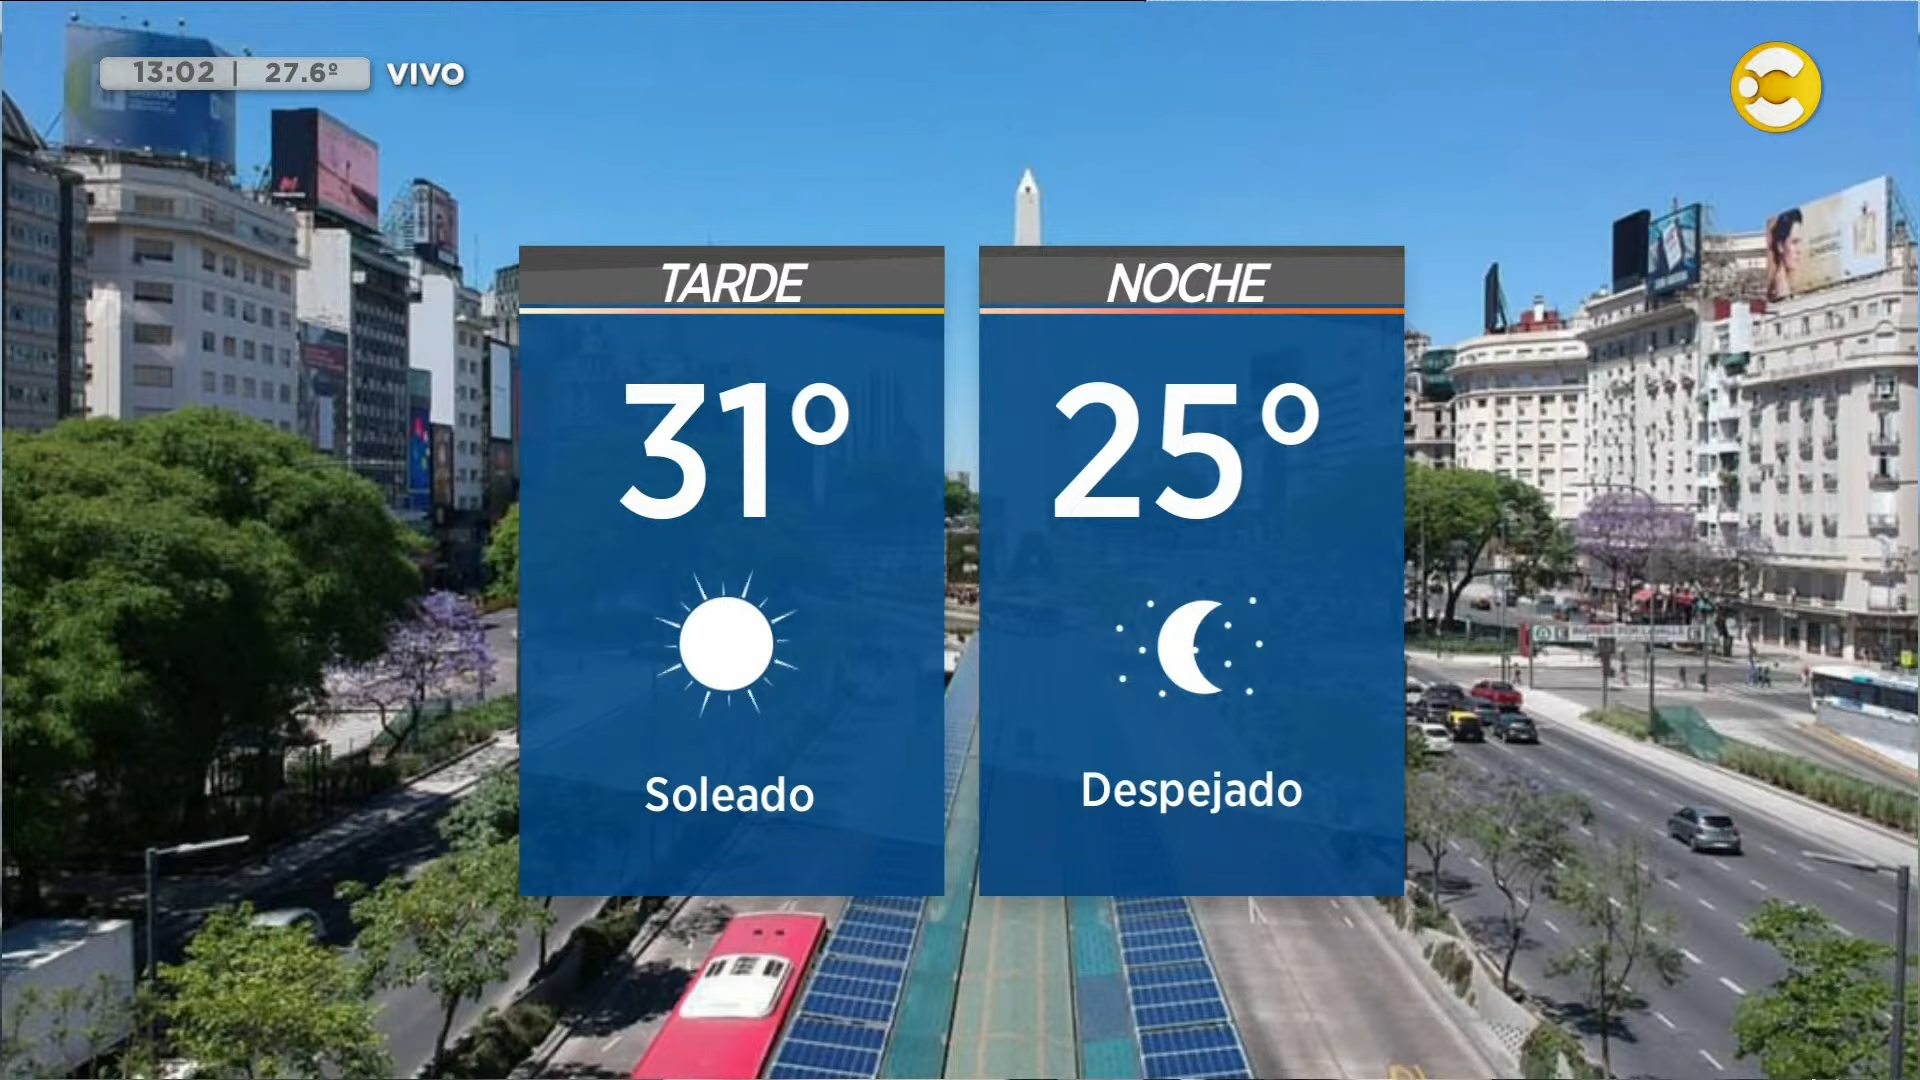 13:02 | 27.6º VIVO
TARDE
31°
Soleado
NOCHE
25°
Despejado